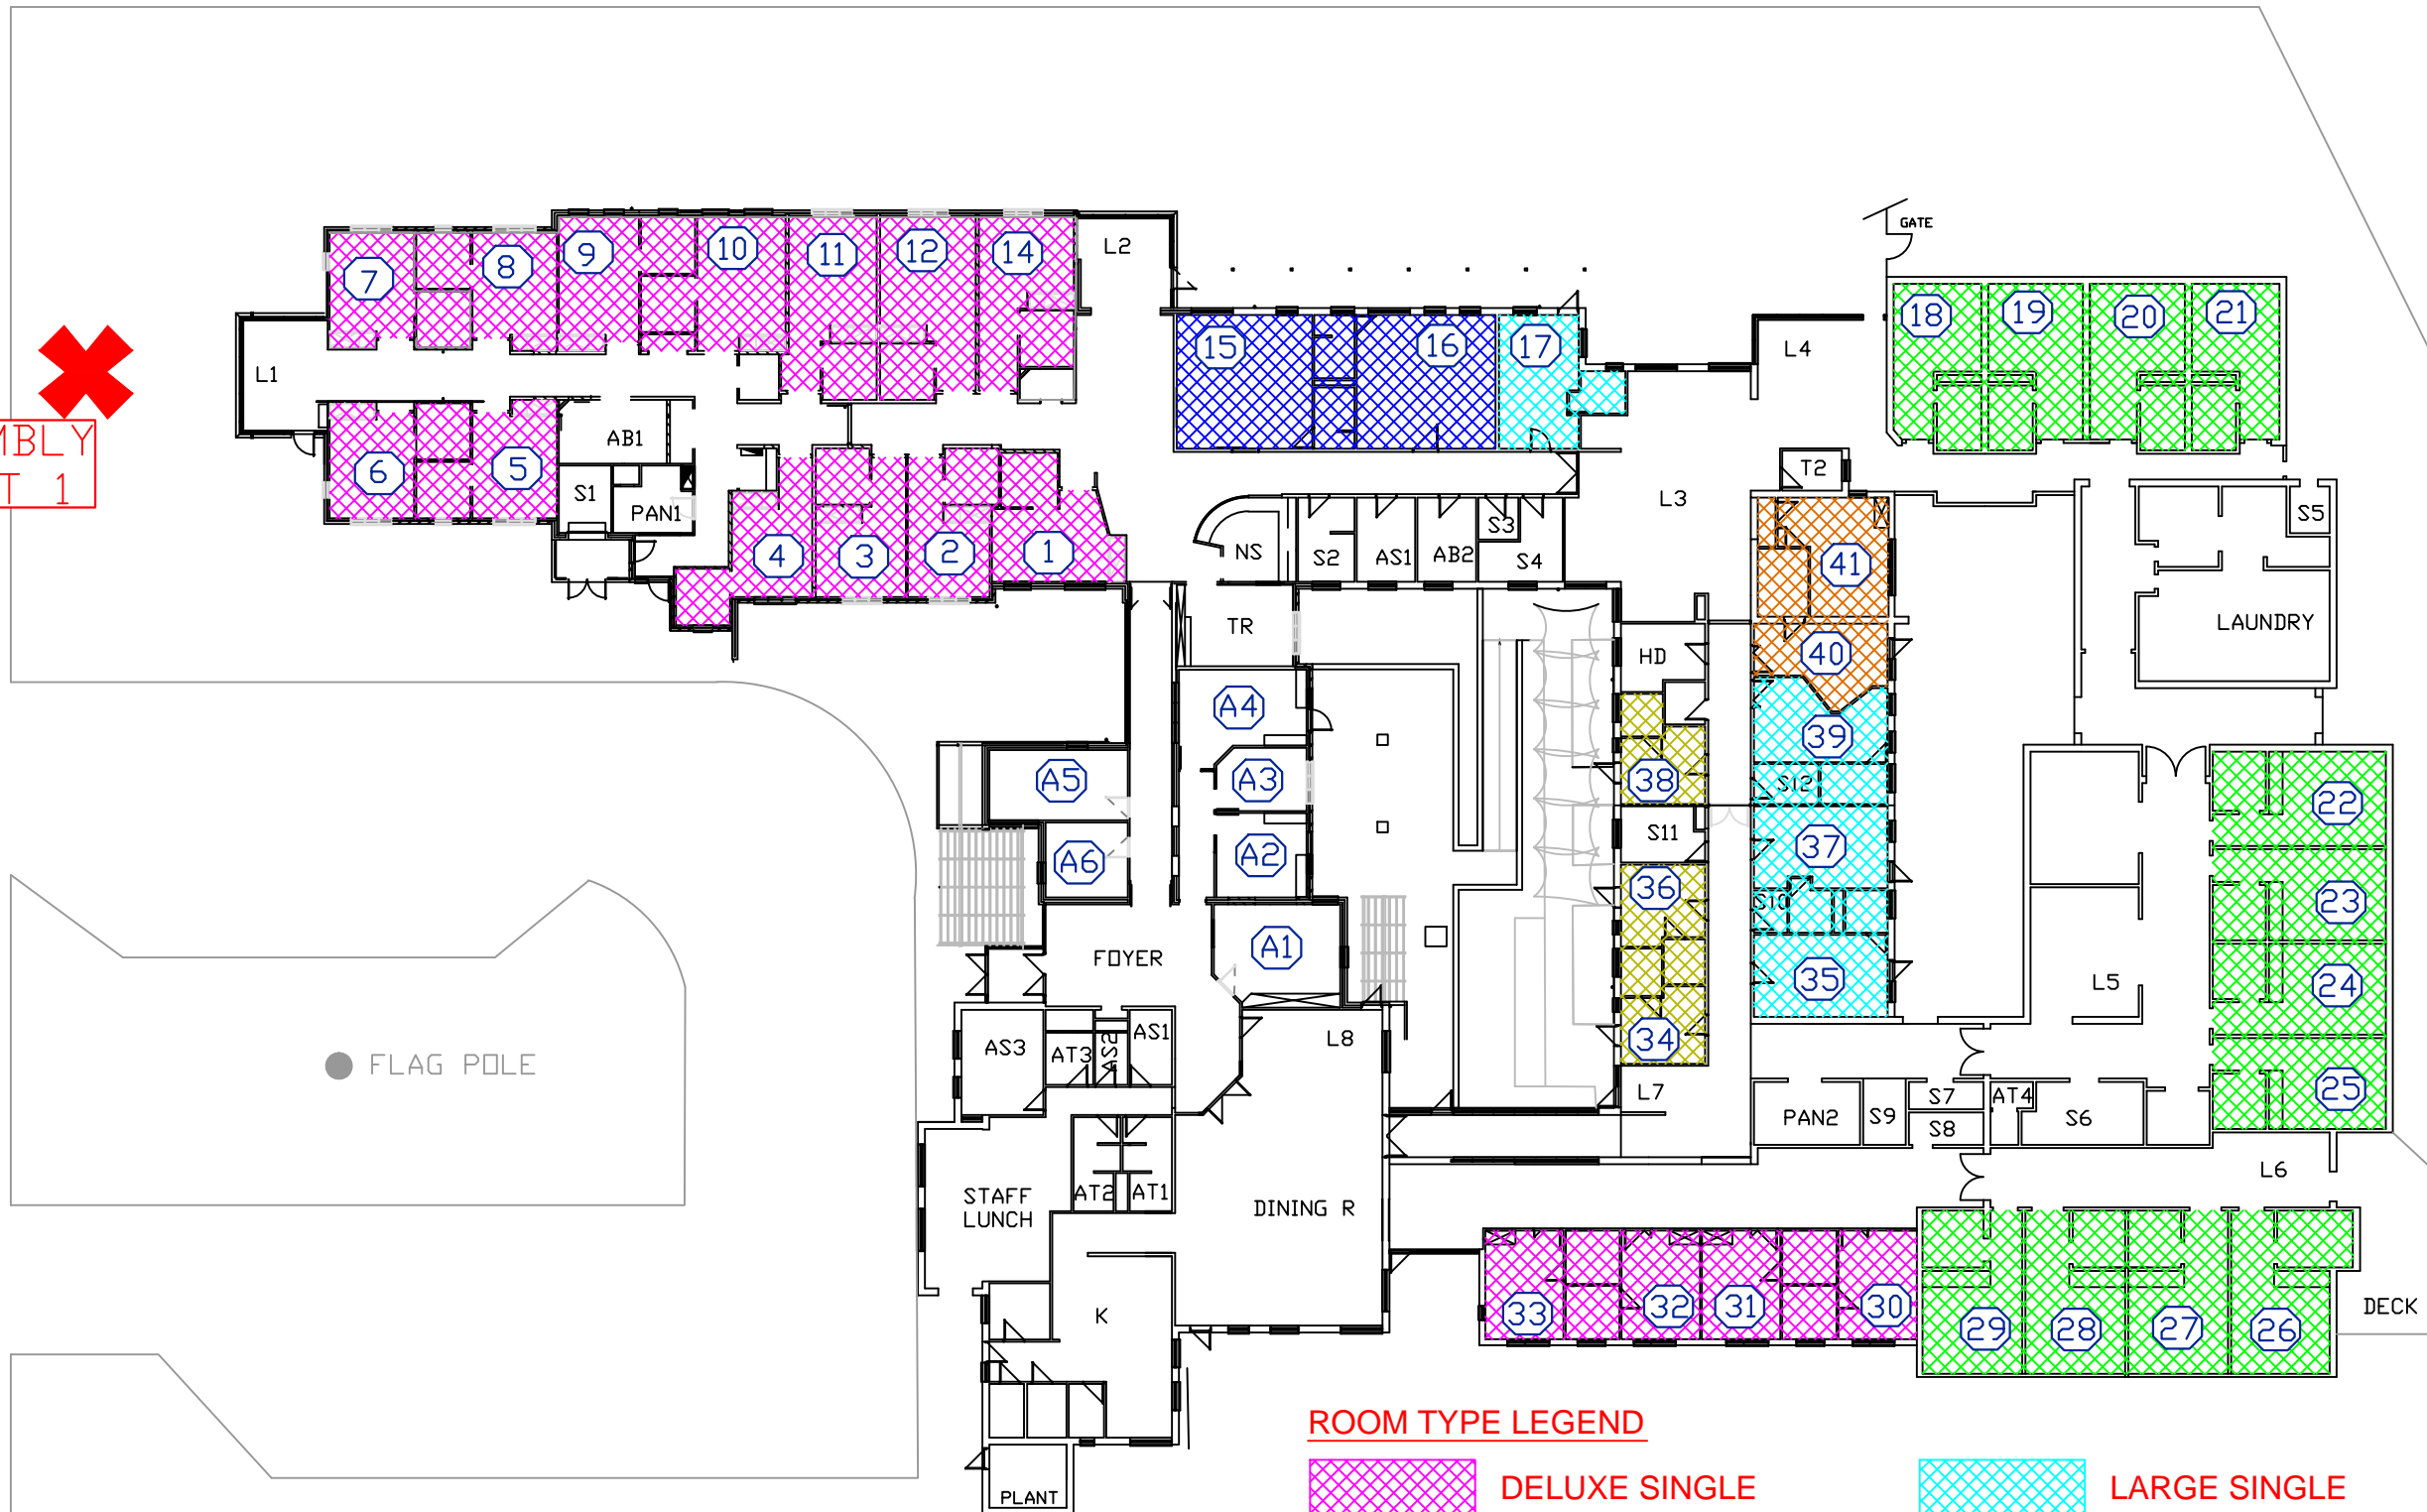 GATE
L2
7
8
9
10
11
12
14
15
16
17
18
19
20
21
L1
L4
MBLY
T 1
AB1
6
5
S1
PAN1
T2
L3
4
3
2
1
NS
S2
AS1
AB2
S3
S4
41
S5
LAUNDRY
TR
HD
40
A4
A5
A3
39
38
S12
22
A6
A2
S11
37
36
S10
23
FOYER
A1
35
L5
24
FLAG POLE
AS3
AT3
AS2
AS1
L8
34
L7
25
PAN2
S9
S7
S8
AT4
S6
STAFF
LUNCH
AT2
AT1
DINING R
L6
K
33
32
31
30
29
28
27
26
DECK
PLANT
ROOM TYPE LEGEND
DELUXE SINGLE
LARGE SINGLE